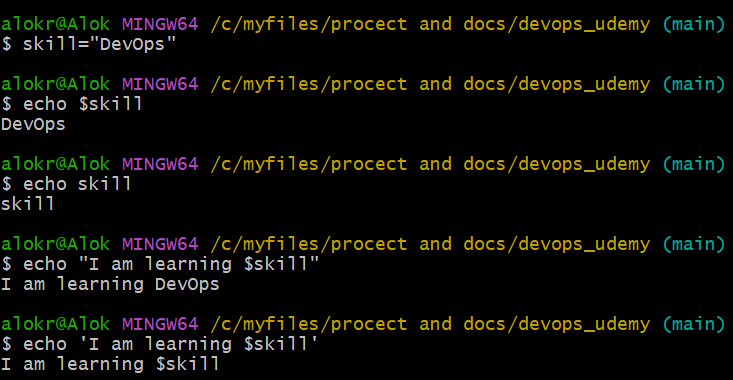 alokr@Alok MINGW64 /c/myfiles/procect and docs/devops_udemy (main)
$ skill="DevOps"
alokr@Alok MINGW64 /c/myfiles/procect and docs/devops_udemy (main)
$ echo $skill
DevOps
alokr@Alok MINGW64 /c/myfiles/procect and docs/devops_udemy (main)
$ echo skill
skill
alokr@Alok MINGW64 /c/myfiles/procect and docs/devops_udemy (main)
$ echo "I am learning $skill"
I am learning DevOps
alokr@Alok MINGW64 /c/myfiles/procect and docs/devops_udemy (main)
$ echo 'I am learning $skill'
I am learning $skill